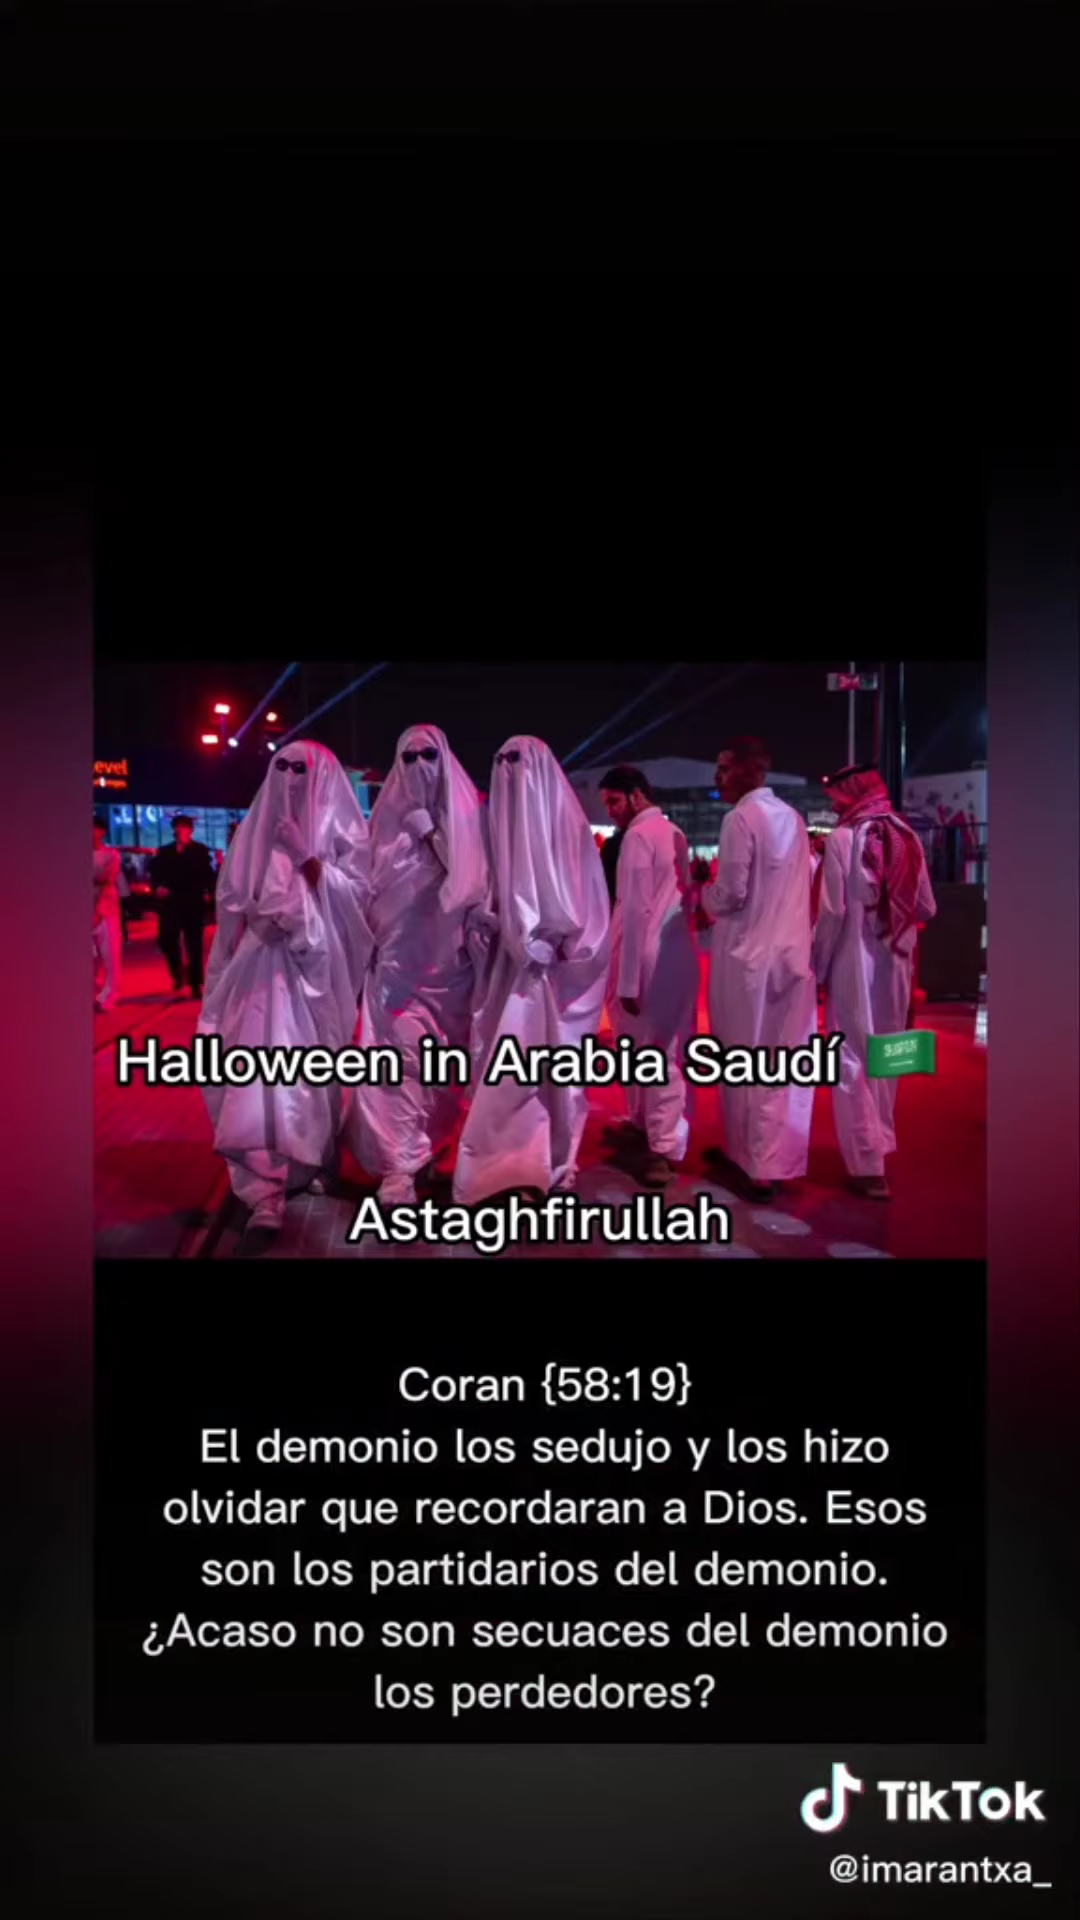 evel
Halloween in Arabia Saudí
Astaghfirullah
Coran {58:19}
El demonio los sedujo y los hizo
olvidar que recordaran a Dios. Esos
son los partidarios del demonio.
¿Acaso no son secuaces del demonio
los perdedores?
TikTok
@imarantxa_